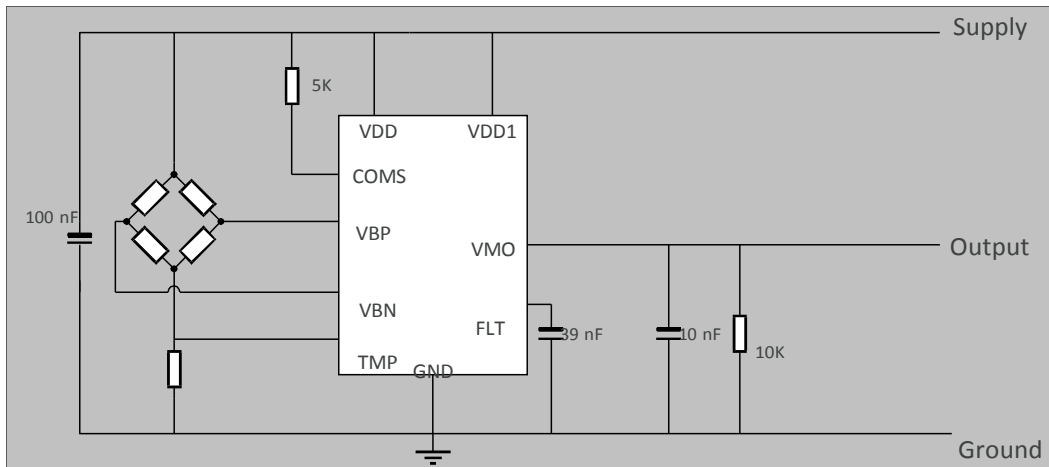 Supply
5K
VDD
VDD1
COMS
100 nF
VBP
VMO
Output
VBN
FLT
39 nF
10 nF
10K
TMP
GND
Ground